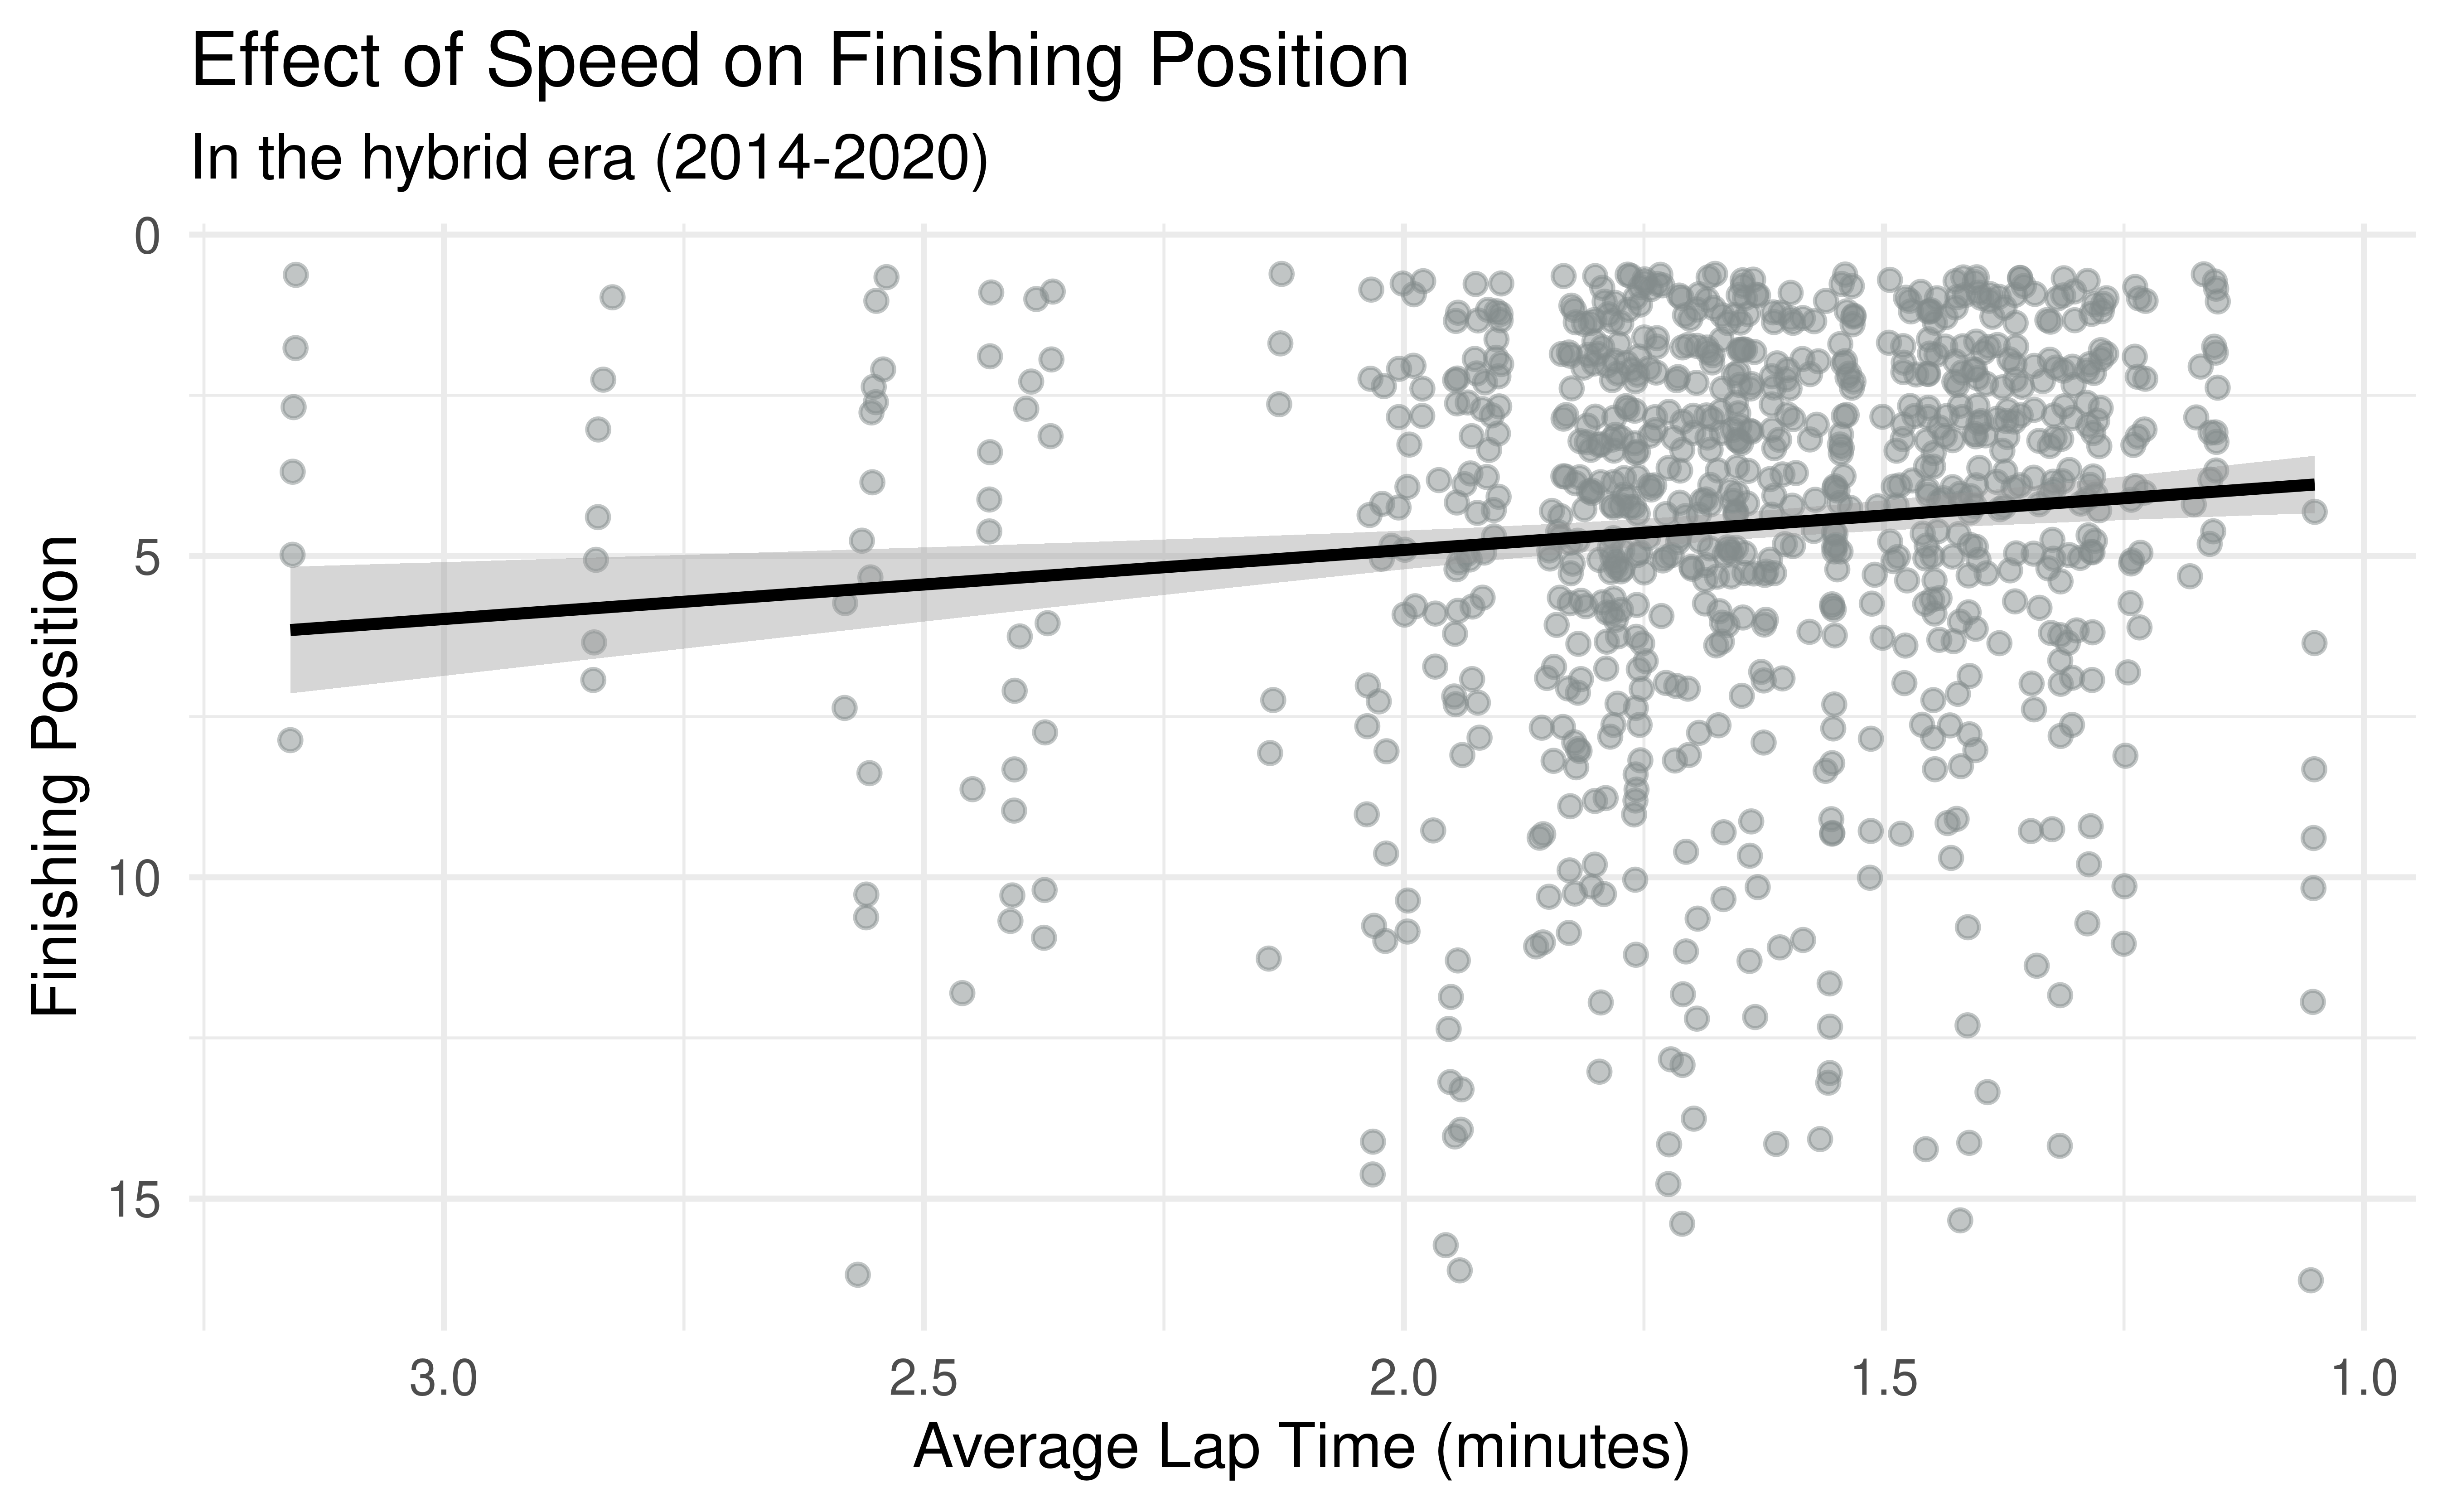 Effect of Speed on Finishing Position
In the hybrid era (2014-2020)
0
5
10
15
Finishing Position
3.0
2.5
2.0
1.5
1.0
Average Lap Time (minutes)